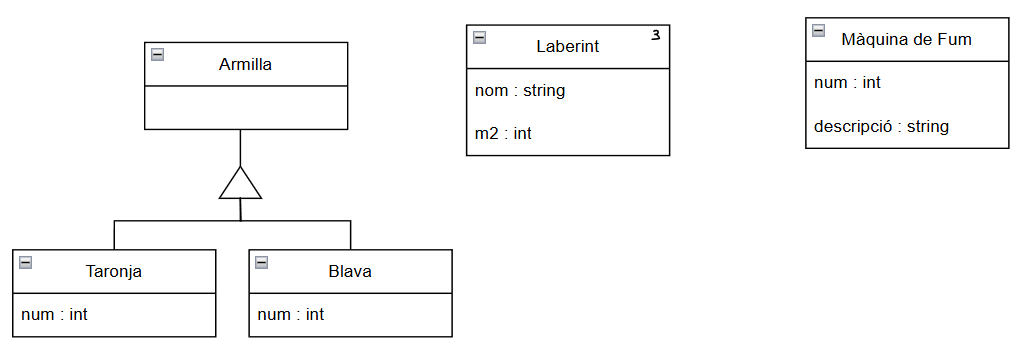 Armilla
Laberint 3
nom : string
m2 : int
Màquina de Fum
num : int
descripció : string
Taronja
num : int
Blava
num : int